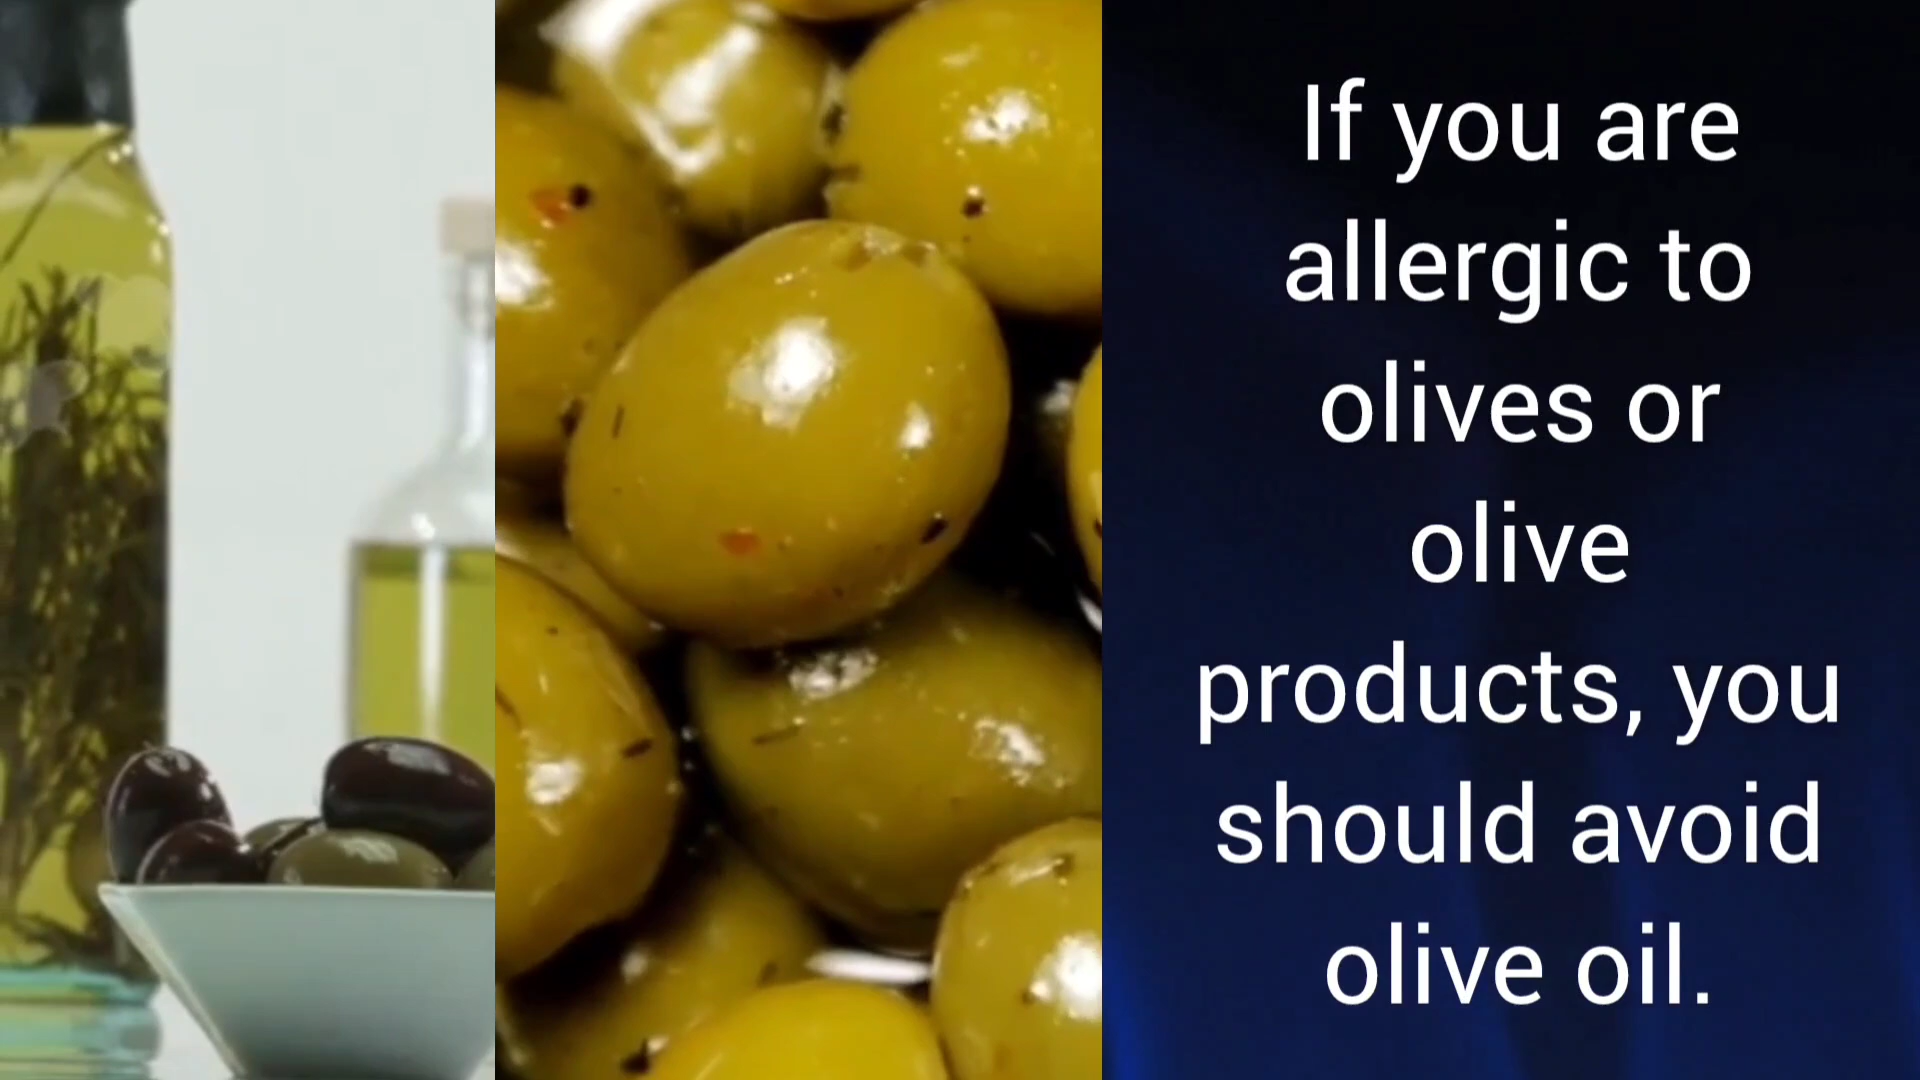 If you are
allergic to
olives or
olive
products, you
should avoid
olive oil.